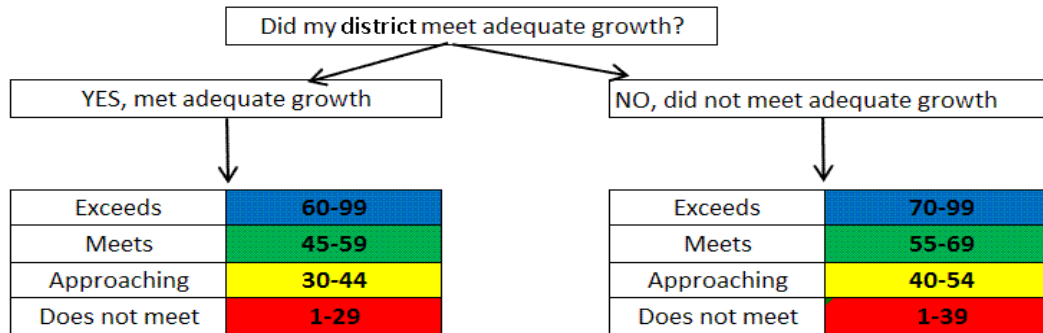 Did my district meet adequate growth?
YES, met adequate growth
NO, did not meet adequate growth
Exceeds 60-99
Meets 45-59
Approaching 30-44
Does not meet 1-29
Exceeds 70-99
Meets 55-69
Approaching 40-54
Does not meet 1-39